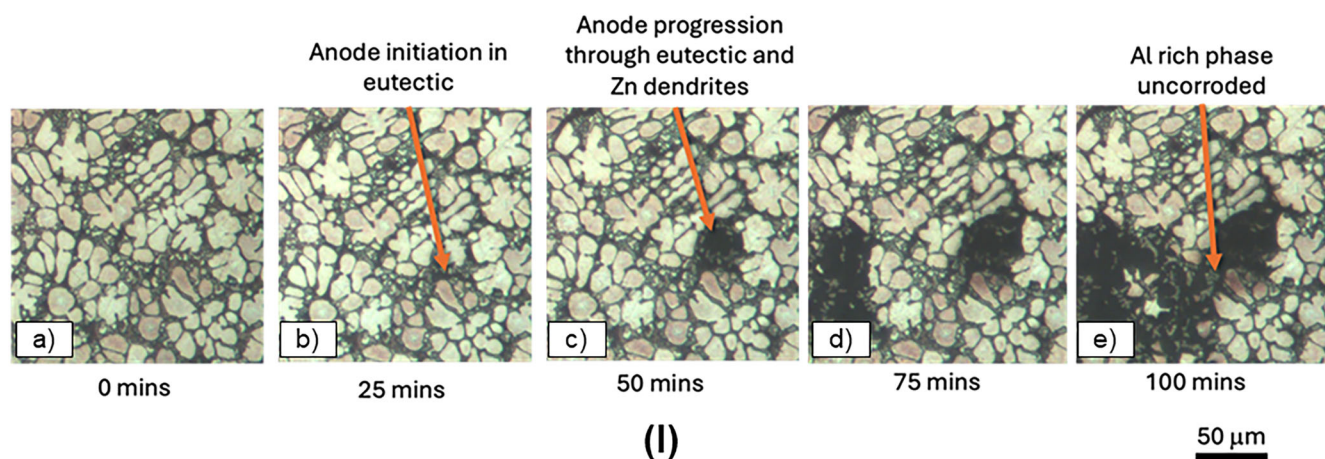 Anode initiation in
eutectic
Anode progression
through eutectic and
Zn dendrites
Al rich phase
uncorroded
a)
b)
c)
d)
e)
0 mins
25 mins
50 mins
75 mins
100 mins
(I)
50 μm